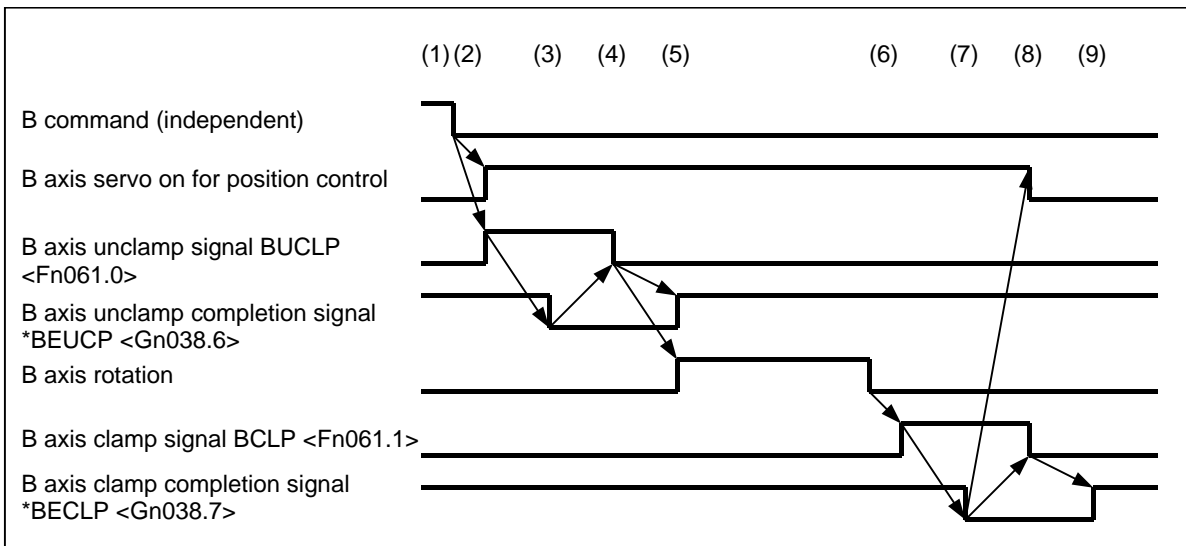 (1) (2) (3) (4) (5) (6) (7) (8) (9)
B command (independent)
B axis servo on for position control
B axis unclamp signal BUCLP
<Fn061.0>
B axis unclamp completion signal
*BEUCP <Gn038.6>
B axis rotation
B axis clamp signal BCLP <Fn061.1>
B axis clamp completion signal
*BECLP <Gn038.7>